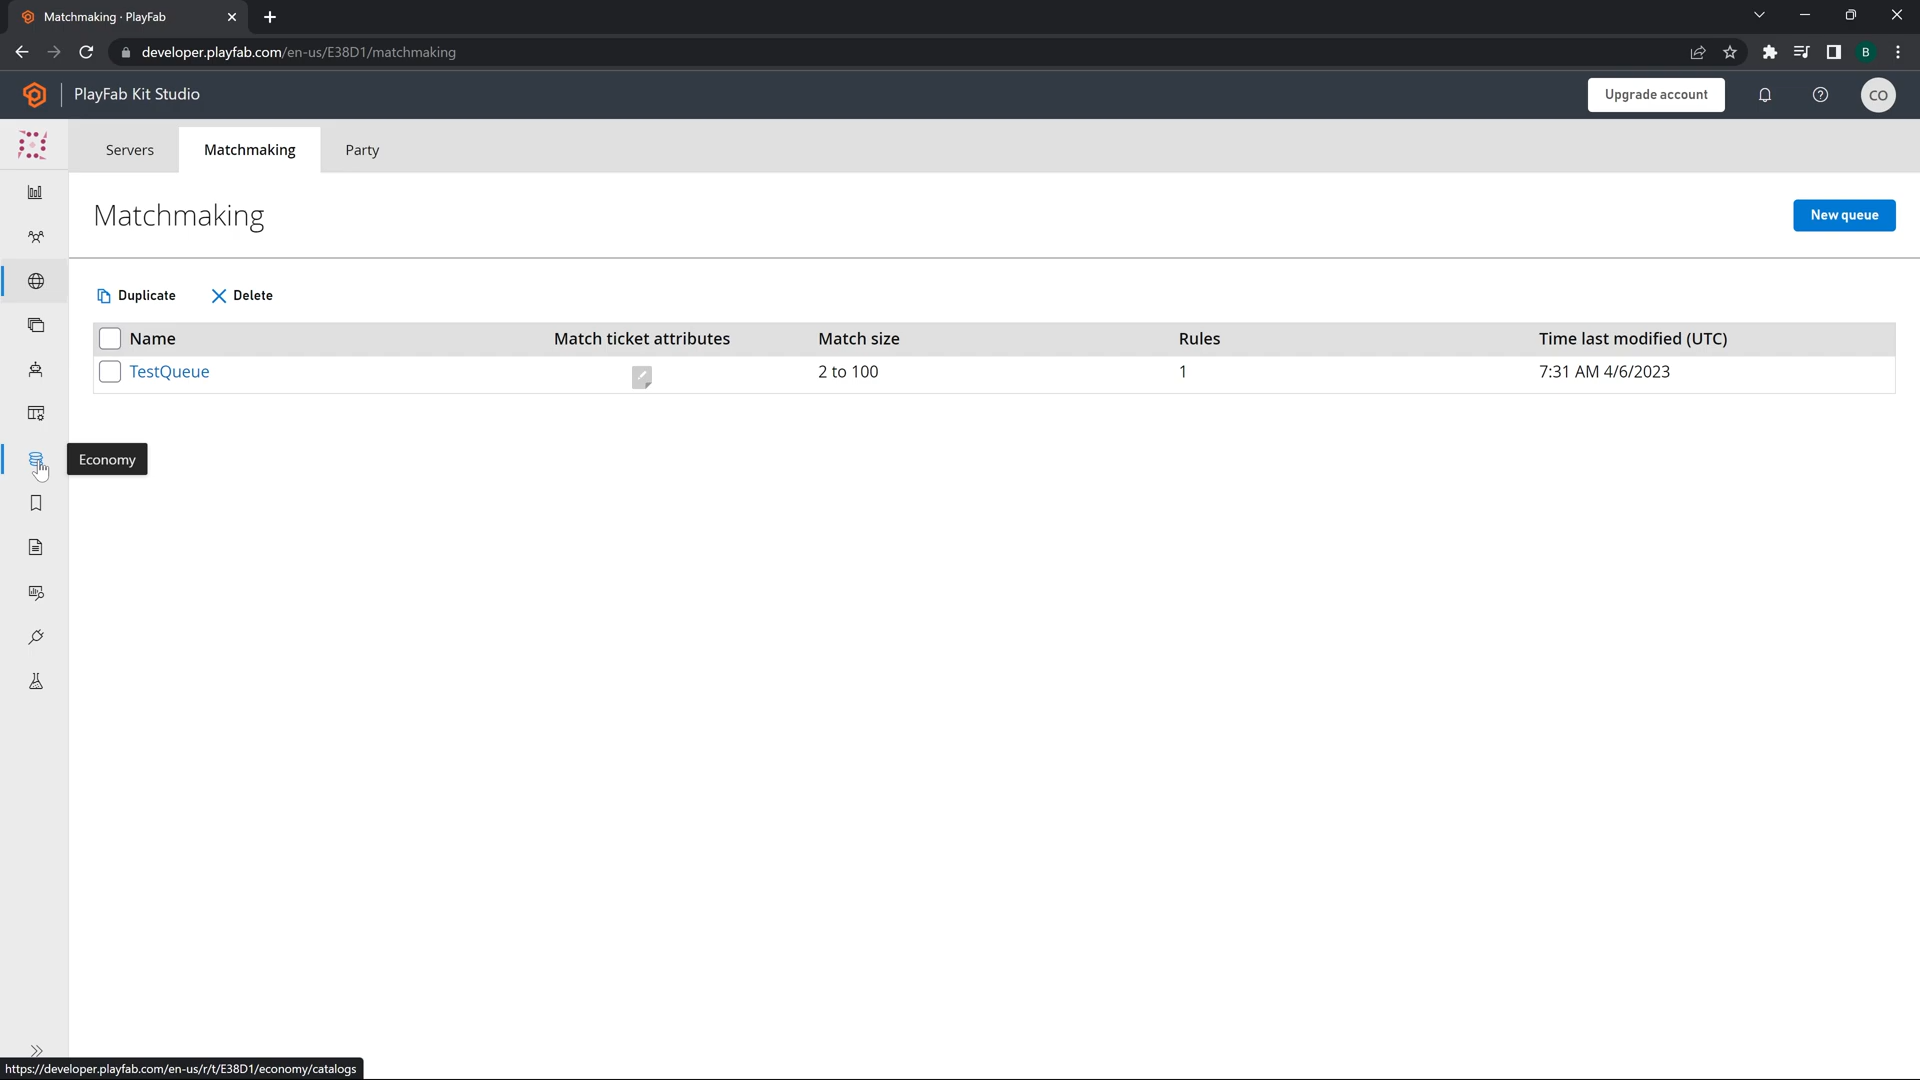 Matchmaking · PlayFab
developer.playfab.com/en-us/E38D1/matchmaking
B
PlayFab Kit Studio
Upgrade account
CO
Servers
Matchmaking
Party
Matchmaking
New queue
Duplicate
Delete
Name
Match ticket attributes
Match size
Rules
Time last modified (UTC)
TestQueue
2 to 100
1
7:31 AM 4/6/2023
Economy
https://developer.playfab.com/en-us/r/t/E38D1/economy/catalogs